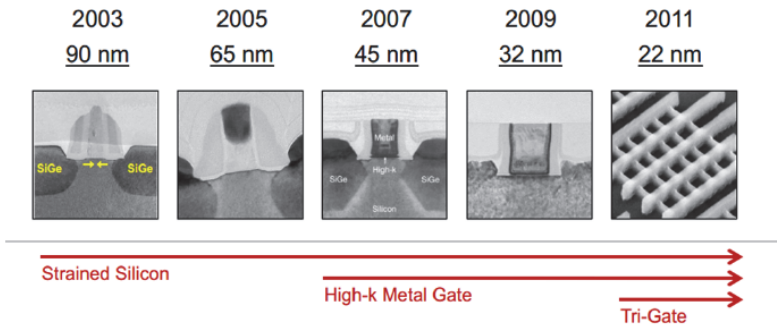 2003 2005 2007 2009 2011
90 nm 65 nm 45 nm 32 nm 22 nm
SiGe SiGe
Metal
High-k
SiGe SiGe
Silicon
Strained Silicon
High-k Metal Gate
Tri-Gate